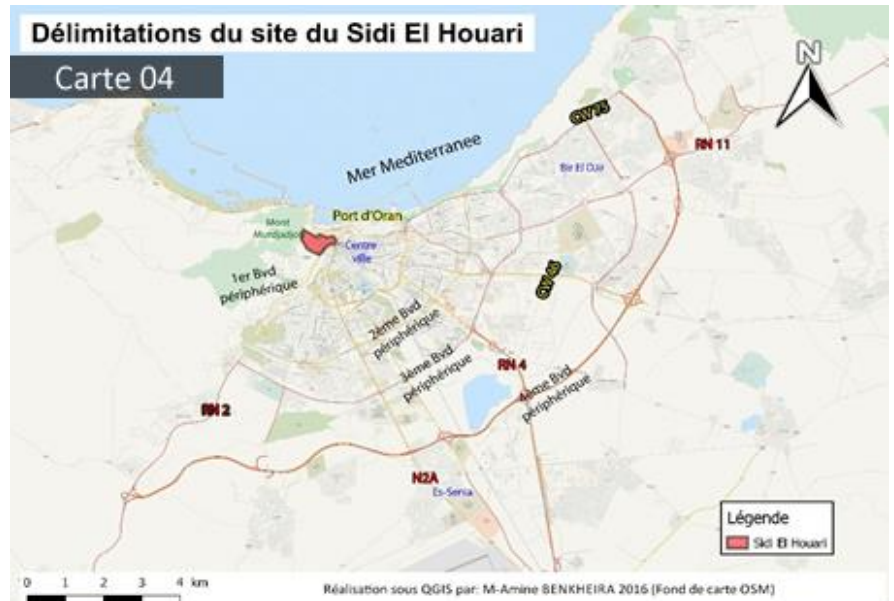 Délimitations du site du Sidi El Houari
Carte 04
N
CW75
RN 11
Mer Mediterranee
Bir El Djir
Port d'Oran
Mont
Murdjadjo
Centre
ville
1er Bvd
périphérique
CW 46
2ème Bvd
périphérique
3ème Bvd
périphérique
RN 4
4ème Bvd
périphérique
RN 2
N2A
Es-Senia
Légende
Sidi El Houari
0 1 2 3 4 km
Réalisation sous QGIS par: M-Amine BENKHEIRA 2016 (Fond de carte OSM)